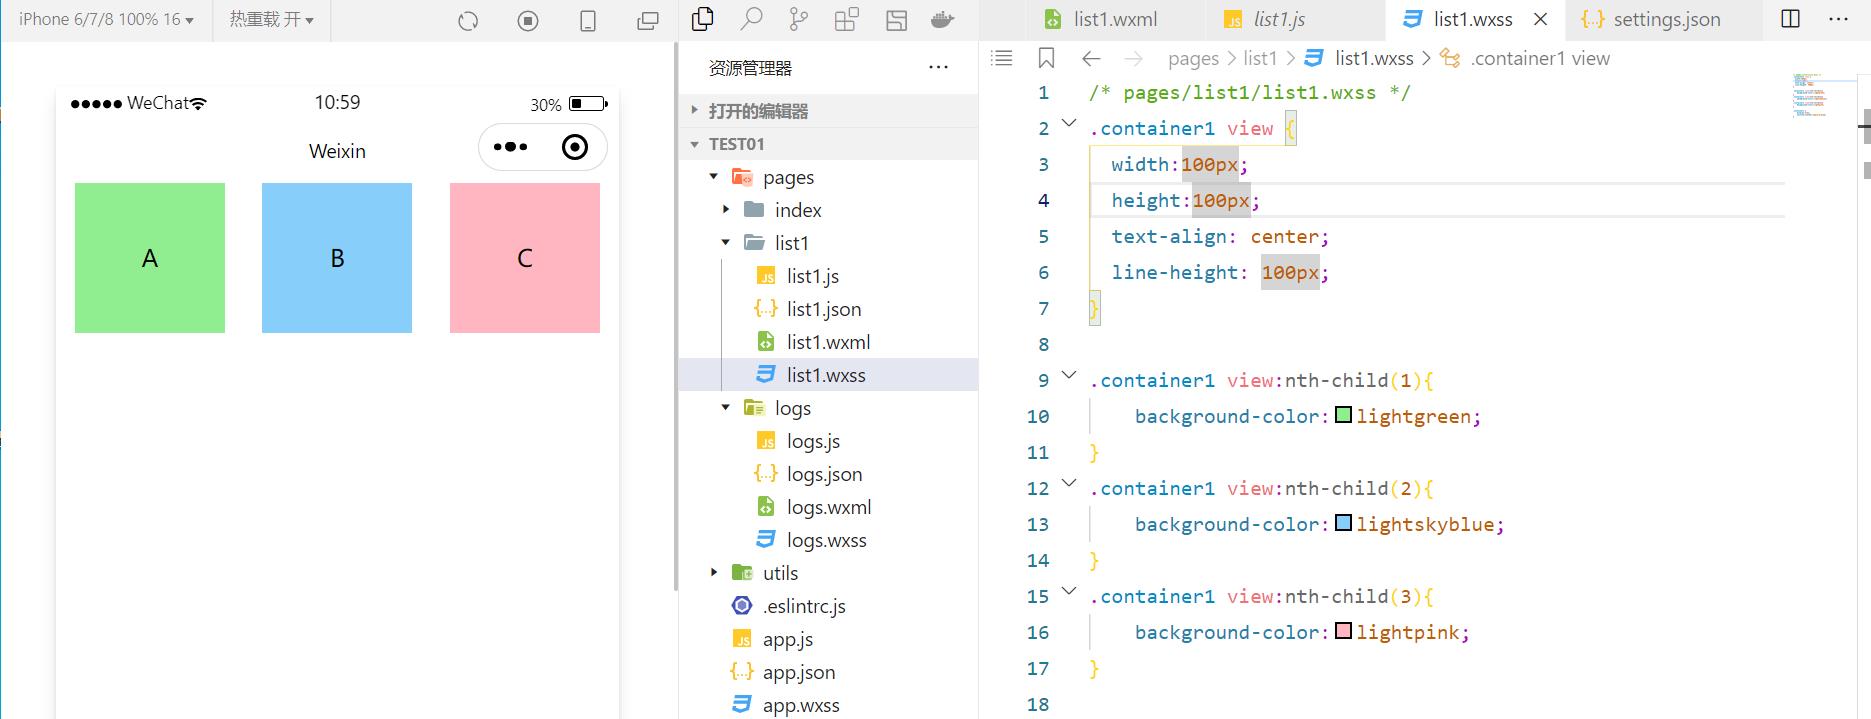 iPhone 6/7/8 100% 16
热重载 开
WeChat
10:59
30%
Weixin
A
B
C
资源管理器
打开的编辑器
TEST01
pages
index
list1
list1.js
list1.json
list1.wxml
list1.wxss
logs
logs.js
logs.json
logs.wxml
logs.wxss
utils
.eslintrc.js
app.js
app.json
app.wxss
list1.wxml
list1.js
list1.wxss
settings.json
pages > list1 > list1.wxss > .container1 view
1 /* pages/list1/list1.wxss */
2 .container1 view {
3 width:100px;
4 height:100px;
5 text-align: center;
6 line-height: 100px;
7 }
8
9 .container1 view:nth-child(1){
10 background-color:lightgreen;
11 }
12 .container1 view:nth-child(2){
13 background-color:lightskyblue;
14 }
15 .container1 view:nth-child(3){
16 background-color:lightpink;
17 }
18